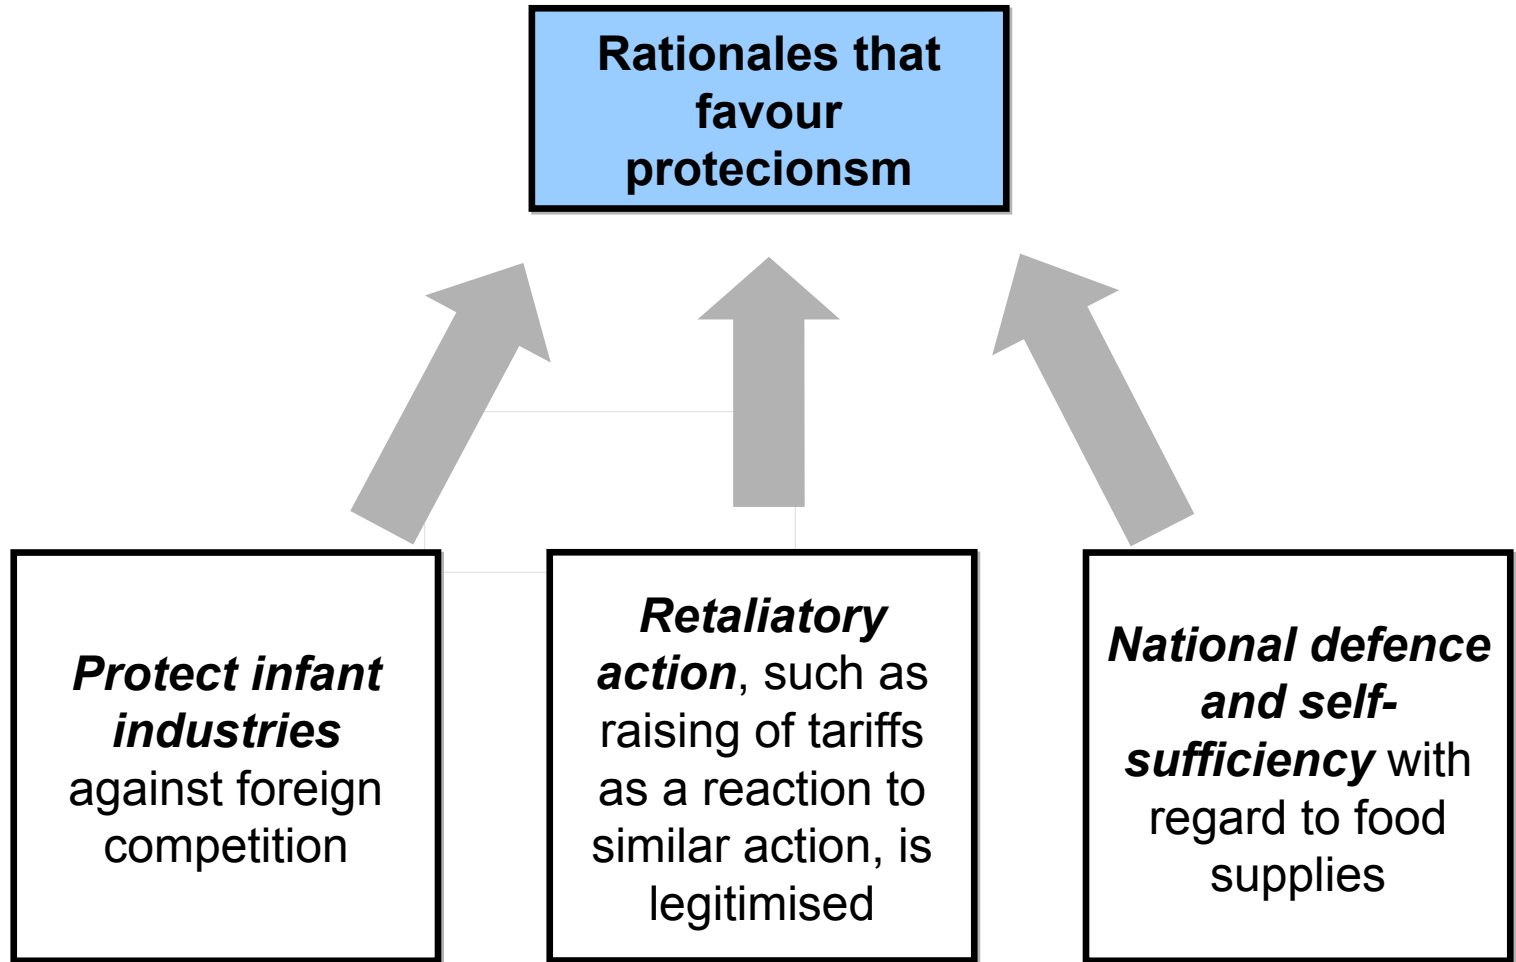 Rationales that
favour
protecionsm
Protect infant
industries
against foreign
competition
Retaliatory
action, such as
raising of tariffs
as a reaction to
similar action, is
legitimised
National defence
and self-
sufficiency with
regard to food
supplies